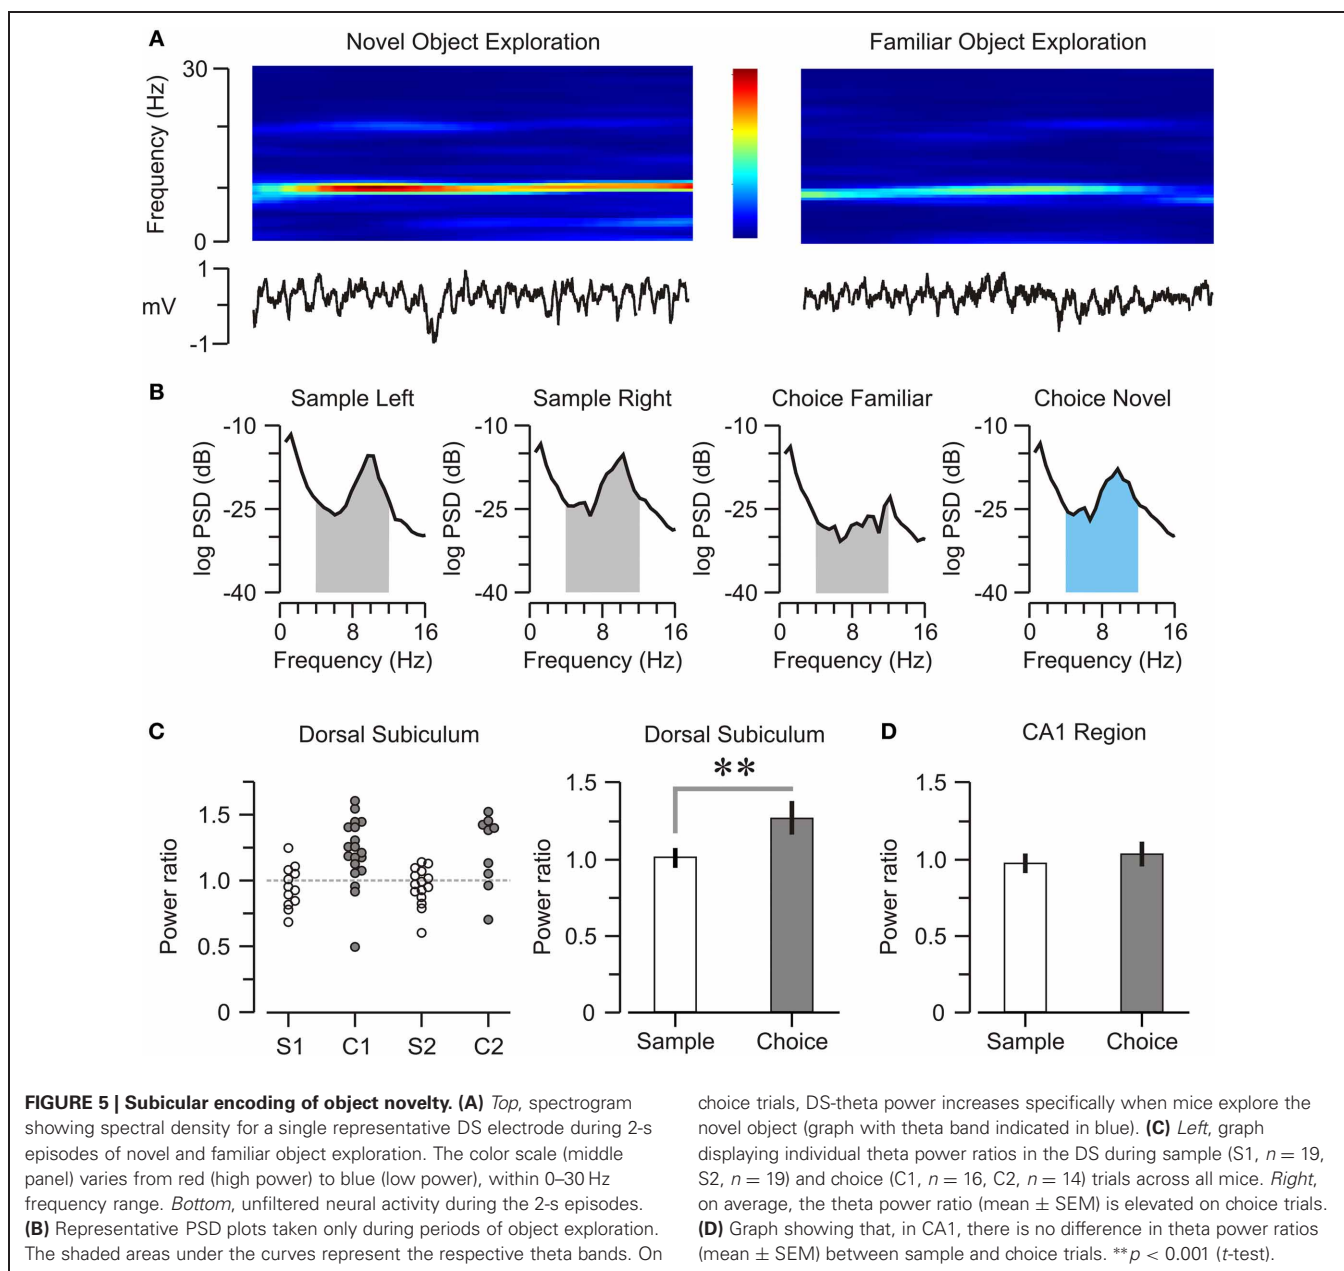 A
Novel Object Exploration
Familiar Object Exploration
30
Frequency (Hz)
0
1
mV
-1
B
Sample Left
Sample Right
Choice Familiar
Choice Novel
-10
-25
-40
log PSD (dB)
0 8 16
Frequency (Hz)
-10
-25
-40
log PSD (dB)
0 8 16
Frequency (Hz)
-10
-25
-40
log PSD (dB)
0 8 16
Frequency (Hz)
-10
-25
-40
log PSD (dB)
0 8 16
Frequency (Hz)
C
Dorsal Subiculum
1.5
1.0
0.5
0
Power ratio
S1 C1 S2 C2
Dorsal Subiculum
**
1.5
1.0
0.5
0
Power ratio
Sample Choice
D
CA1 Region
1.5
1.0
0.5
0
Power ratio
Sample Choice
FIGURE 5 | Subicular encoding of object novelty. (A) Top, spectrogram
showing spectral density for a single representative DS electrode during 2-s
episodes of novel and familiar object exploration. The color scale (middle
panel) varies from red (high power) to blue (low power), within 0–30 Hz
frequency range. Bottom, unfiltered neural activity during the 2-s episodes.
(B) Representative PSD plots taken only during periods of object exploration.
The shaded areas under the curves represent the respective theta bands. On
choice trials, DS-theta power increases specifically when mice explore the
novel object (graph with theta band indicated in blue). (C) Left, graph
displaying individual theta power ratios in the DS during sample (S1, n = 19,
S2, n = 19) and choice (C1, n = 16, C2, n = 14) trials across all mice. Right,
on average, the theta power ratio (mean ± SEM) is elevated on choice trials.
(D) Graph showing that, in CA1, there is no difference in theta power ratios
(mean ± SEM) between sample and choice trials. **p < 0.001 (t-test).